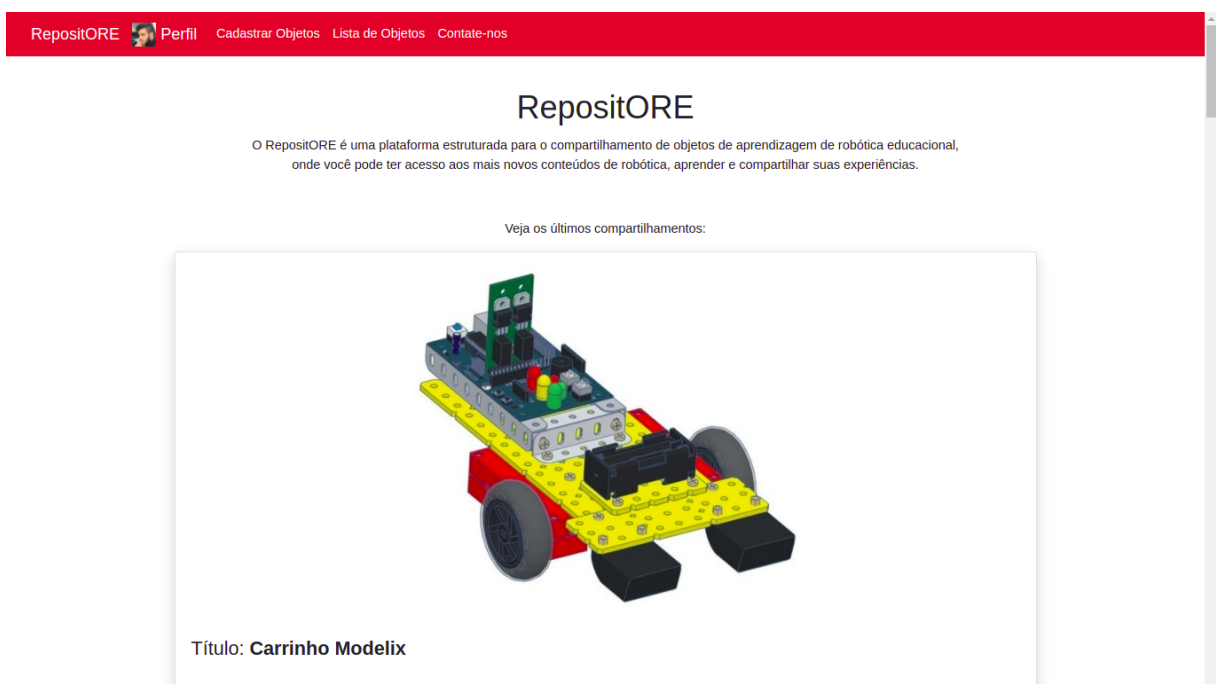 RepositORE Perfil Cadastrar Objetos Lista de Objetos Contate-nos
RepositORE
O RepositORE é uma plataforma estruturada para o compartilhamento de objetos de aprendizagem de robótica educacional,
onde você pode ter acesso aos mais novos conteúdos de robótica, aprender e compartilhar suas experiências.
Veja os últimos compartilhamentos:
Título: Carrinho Modelix